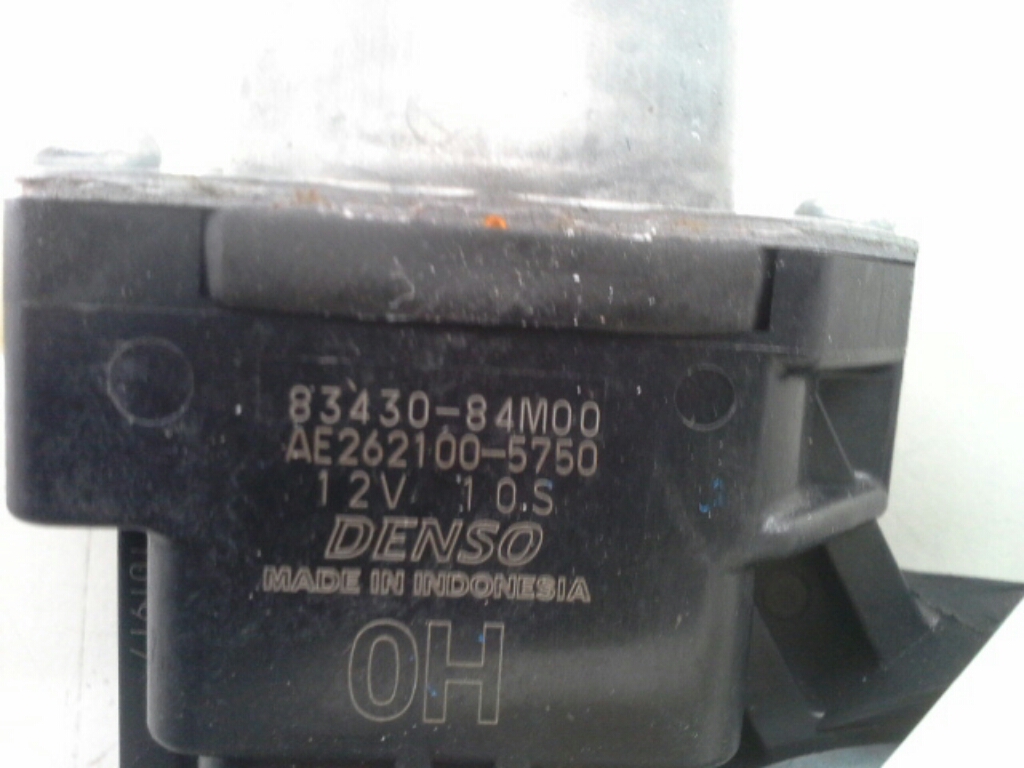 83430-84M00
AE262100-5750
12V 10.S
DENSO
MADE IN INDONESIA
0H